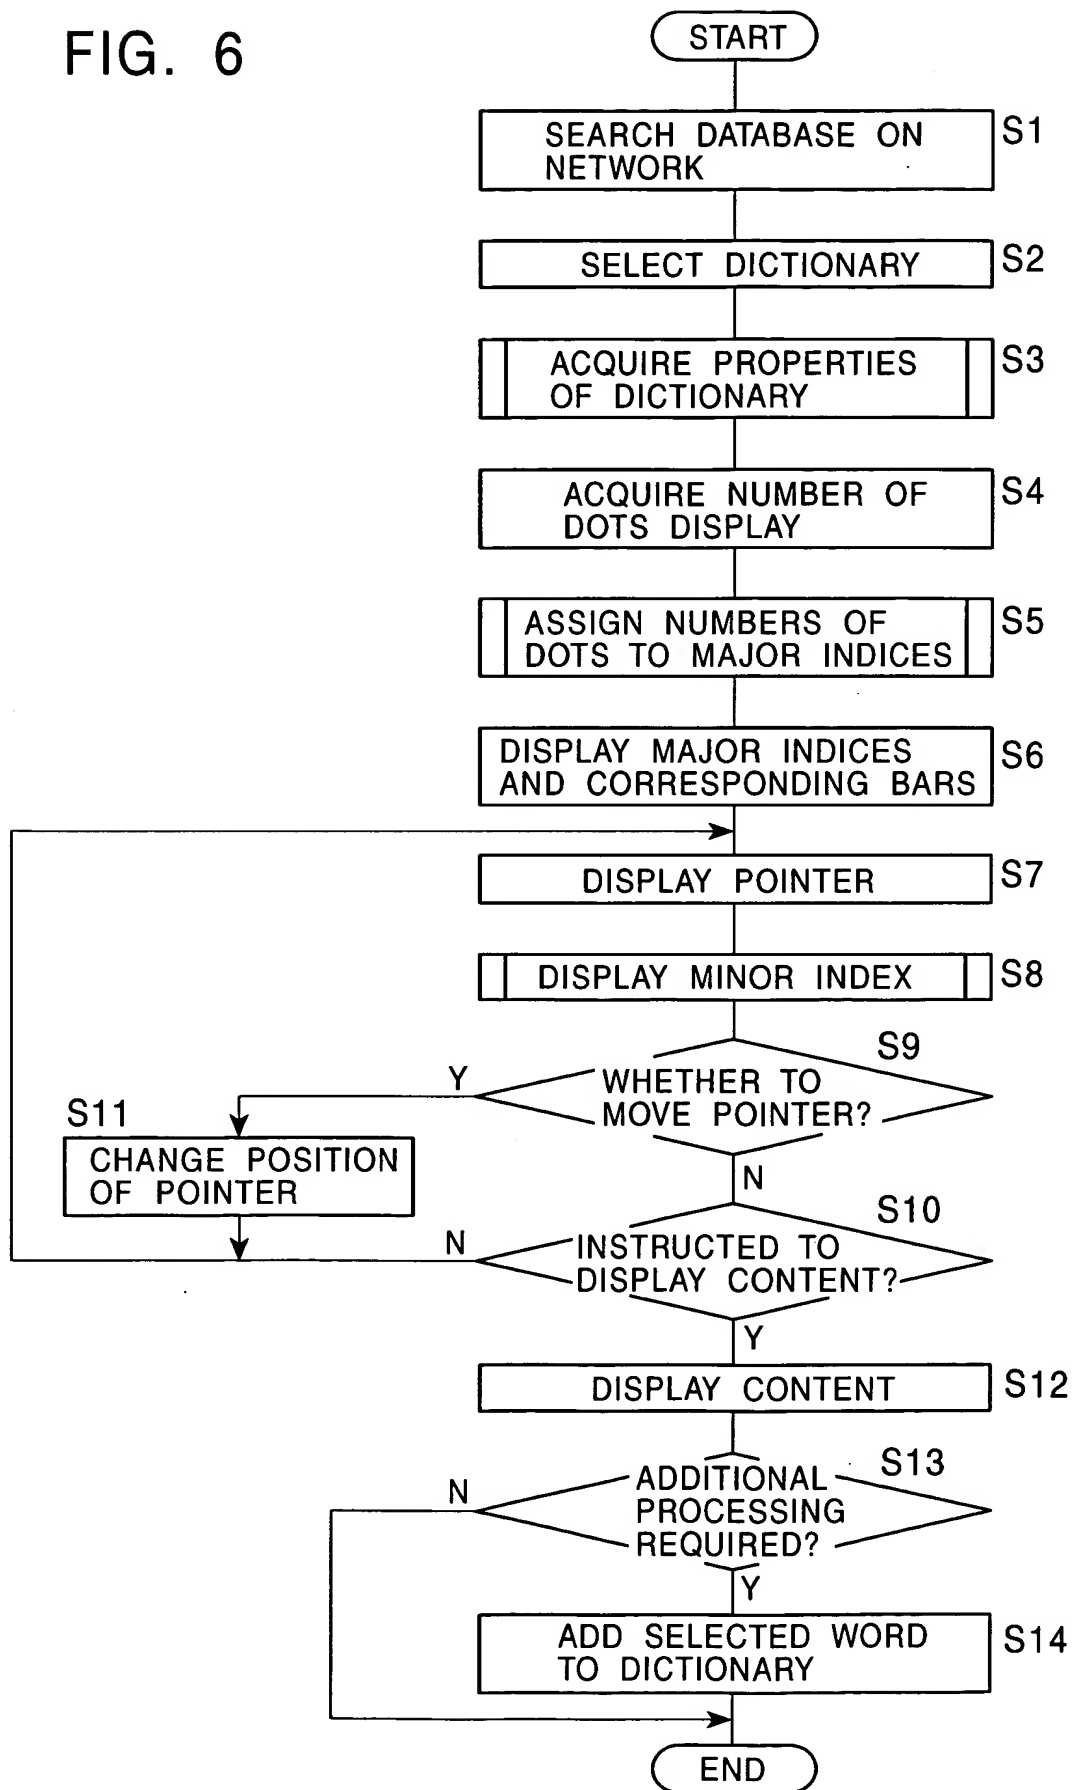 FIG. 6
START
SEARCH DATABASE ON
NETWORK
S1
SELECT DICTIONARY
S2
ACQUIRE PROPERTIES
OF DICTIONARY
S3
ACQUIRE NUMBER OF
DOTS DISPLAY
S4
ASSIGN NUMBERS OF
DOTS TO MAJOR INDICES
S5
DISPLAY MAJOR INDICES
AND CORRESPONDING BARS
S6
DISPLAY POINTER
S7
DISPLAY MINOR INDEX
S8
S9
WHETHER TO
MOVE POINTER?
Y
N
S11
CHANGE POSITION
OF POINTER
S10
INSTRUCTED TO
DISPLAY CONTENT?
N
Y
DISPLAY CONTENT
S12
S13
ADDITIONAL
PROCESSING
REQUIRED?
N
Y
ADD SELECTED WORD
TO DICTIONARY
S14
END